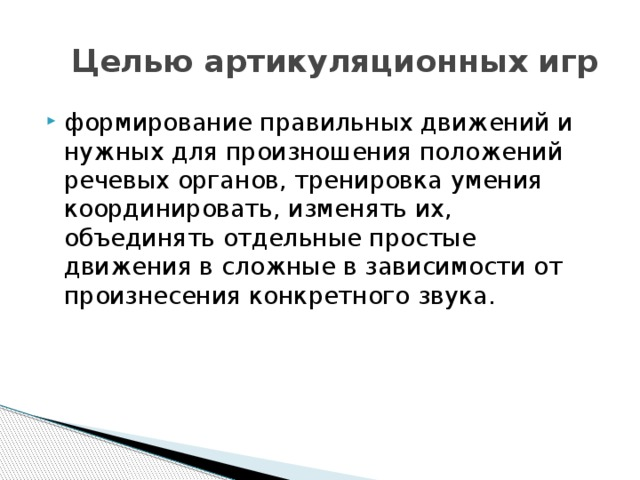 Целью артикуляционных игр
формирование правильных движений и
нужных для произношения положений
речевых органов, тренировка умения
координировать, изменять их,
объединять отдельные простые
движения в сложные в зависимости от
произнесения конкретного звука.